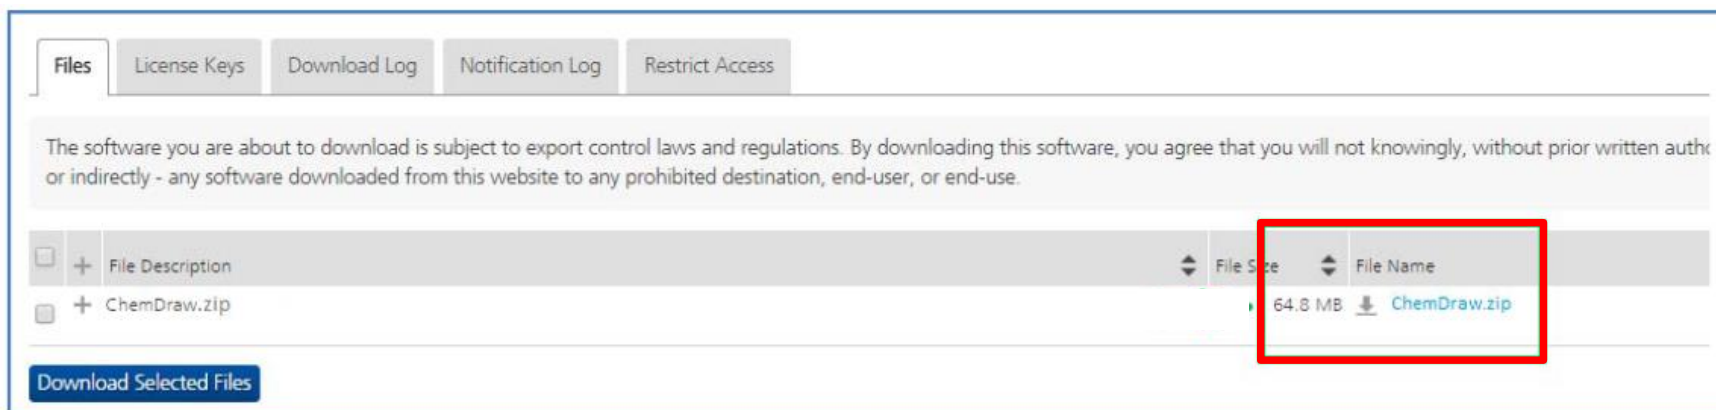 Files License Keys Download Log Notification Log Restrict Access
The software you are about to download is subject to export control laws and regulations. By downloading this software, you agree that you will not knowingly, without prior written
or indirectly - any software downloaded from this website to any prohibited destination, end-user, or end-use.
File Description File Size File Name
ChemDraw.zip 64.8 MB ChemDraw.zip
Download Selected Files